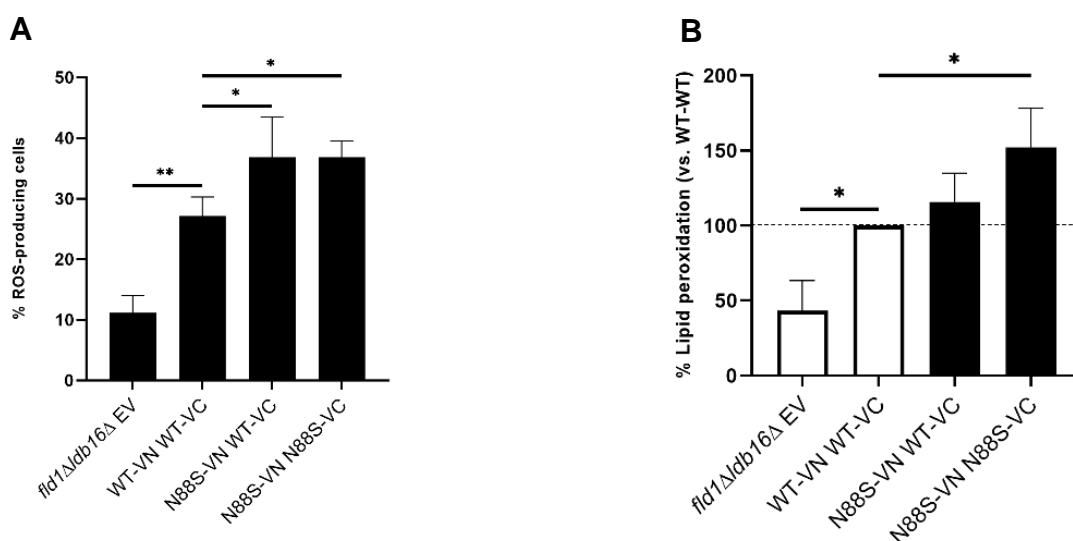 A
% ROS-producing cells
50
40
30
20
10
0
**
*
*
fld1Δldb16Δ EV
WT-VN WT-VC
N88S-VN WT-VC
N88S-VN N88S-VC
B
% Lipid peroxidation (vs. WT-WT)
200
150
100
50
0
*
*
fld1Δldb16Δ EV
WT-VN WT-VC
N88S-VN WT-VC
N88S-VN N88S-VC